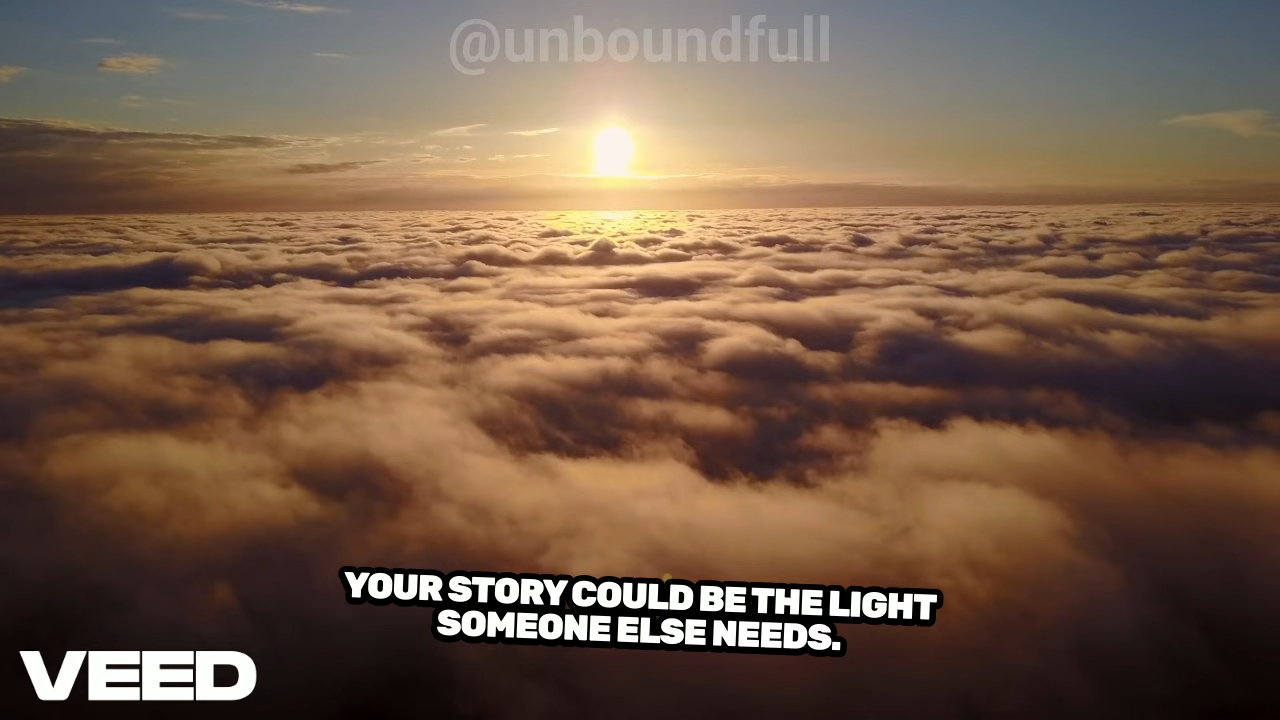 @unboundfull
YOUR STORY COULD BE THE LIGHT
SOMEONE ELSE NEEDS.
VEED